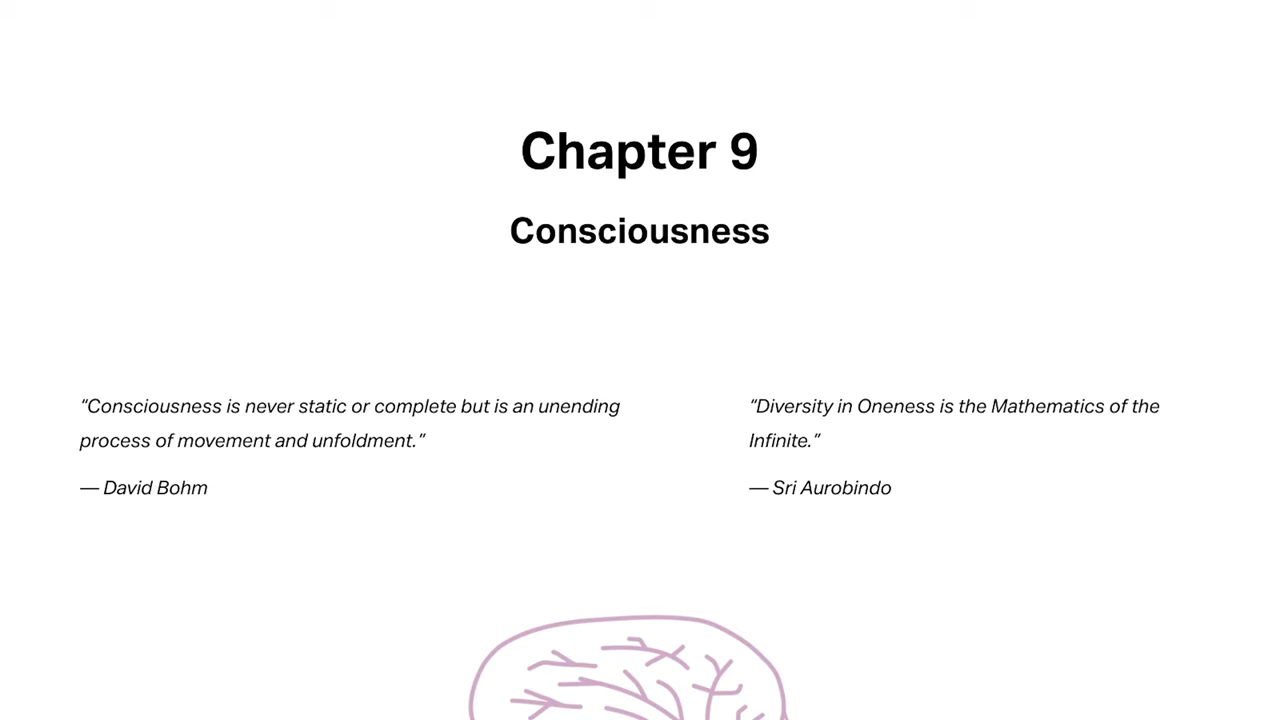 Chapter 9
Consciousness
“Consciousness is never static or complete but is an unending
process of movement and unfoldment.”
— David Bohm
“Diversity in Oneness is the Mathematics of the
Infinite.”
— Sri Aurobindo